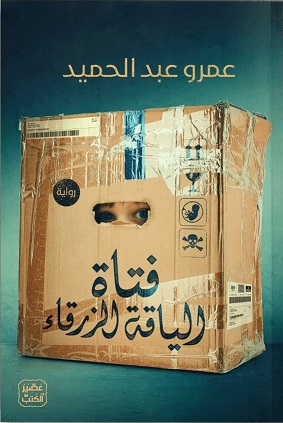 عمرو عبد الحميد
رواية
فتاة
الياقة الزرقاء
عصير
الكتب